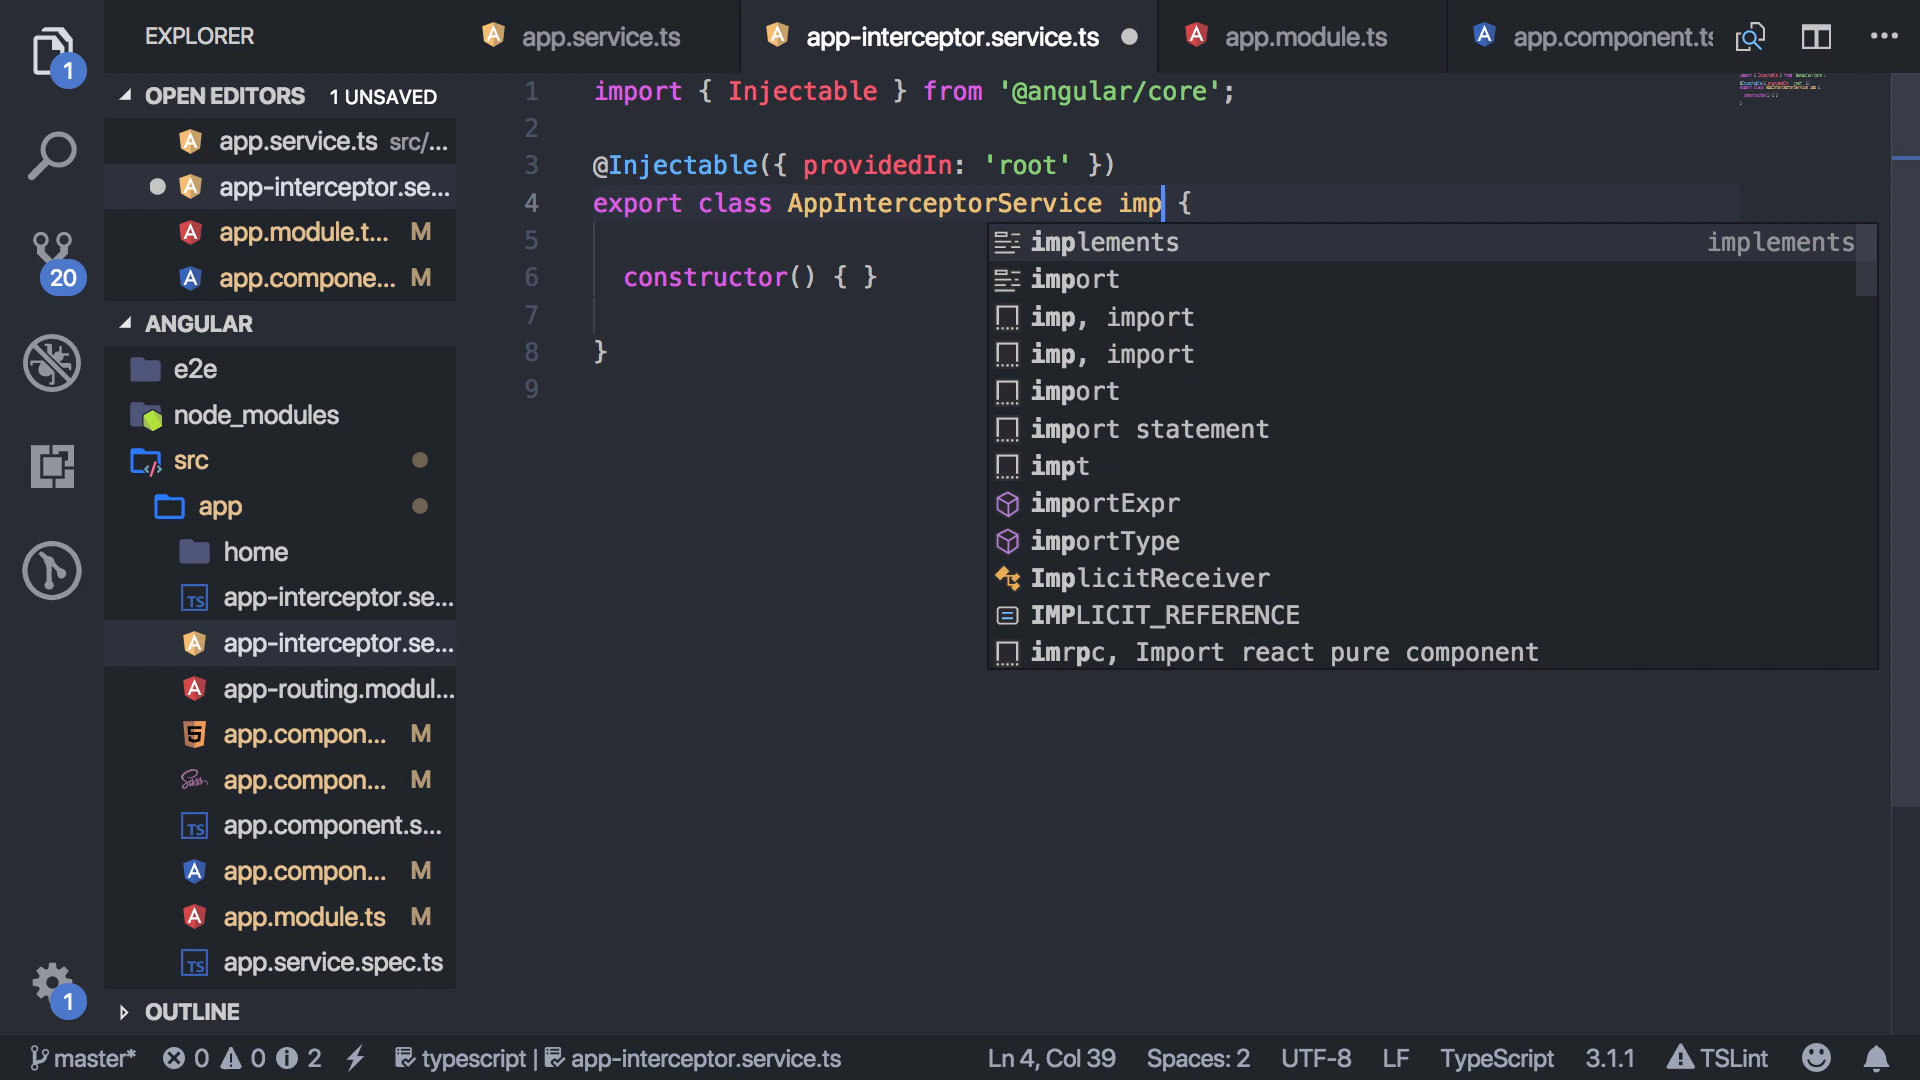 EXPLORER
app.service.ts
app-interceptor.service.ts
app.module.ts
app.component.ts
1
OPEN EDITORS 1 UNSAVED
app.service.ts src/...
app-interceptor.se...
app.module.t... M
app.compone... M
20
ANGULAR
e2e
node_modules
src
app
home
app-interceptor.se...
app-interceptor.se...
app-routing.modul...
app.compon... M
app.compon... M
app.component.s...
app.compon... M
app.module.ts M
app.service.spec.ts
1
OUTLINE
1 import { Injectable } from '@angular/core';
2
3 @Injectable({ providedIn: 'root' })
4 export class AppInterceptorService imp {
5
6 constructor() { }
7
8 }
9
implements implements
import
imp, import
imp, import
import
import statement
impt
importExpr
importType
ImplicitReceiver
IMPLICIT_REFERENCE
imrpc, Import react pure component
master* 0 0 2 typescript | app-interceptor.service.ts Ln 4, Col 39 Spaces: 2 UTF-8 LF TypeScript 3.1.1 TSLint